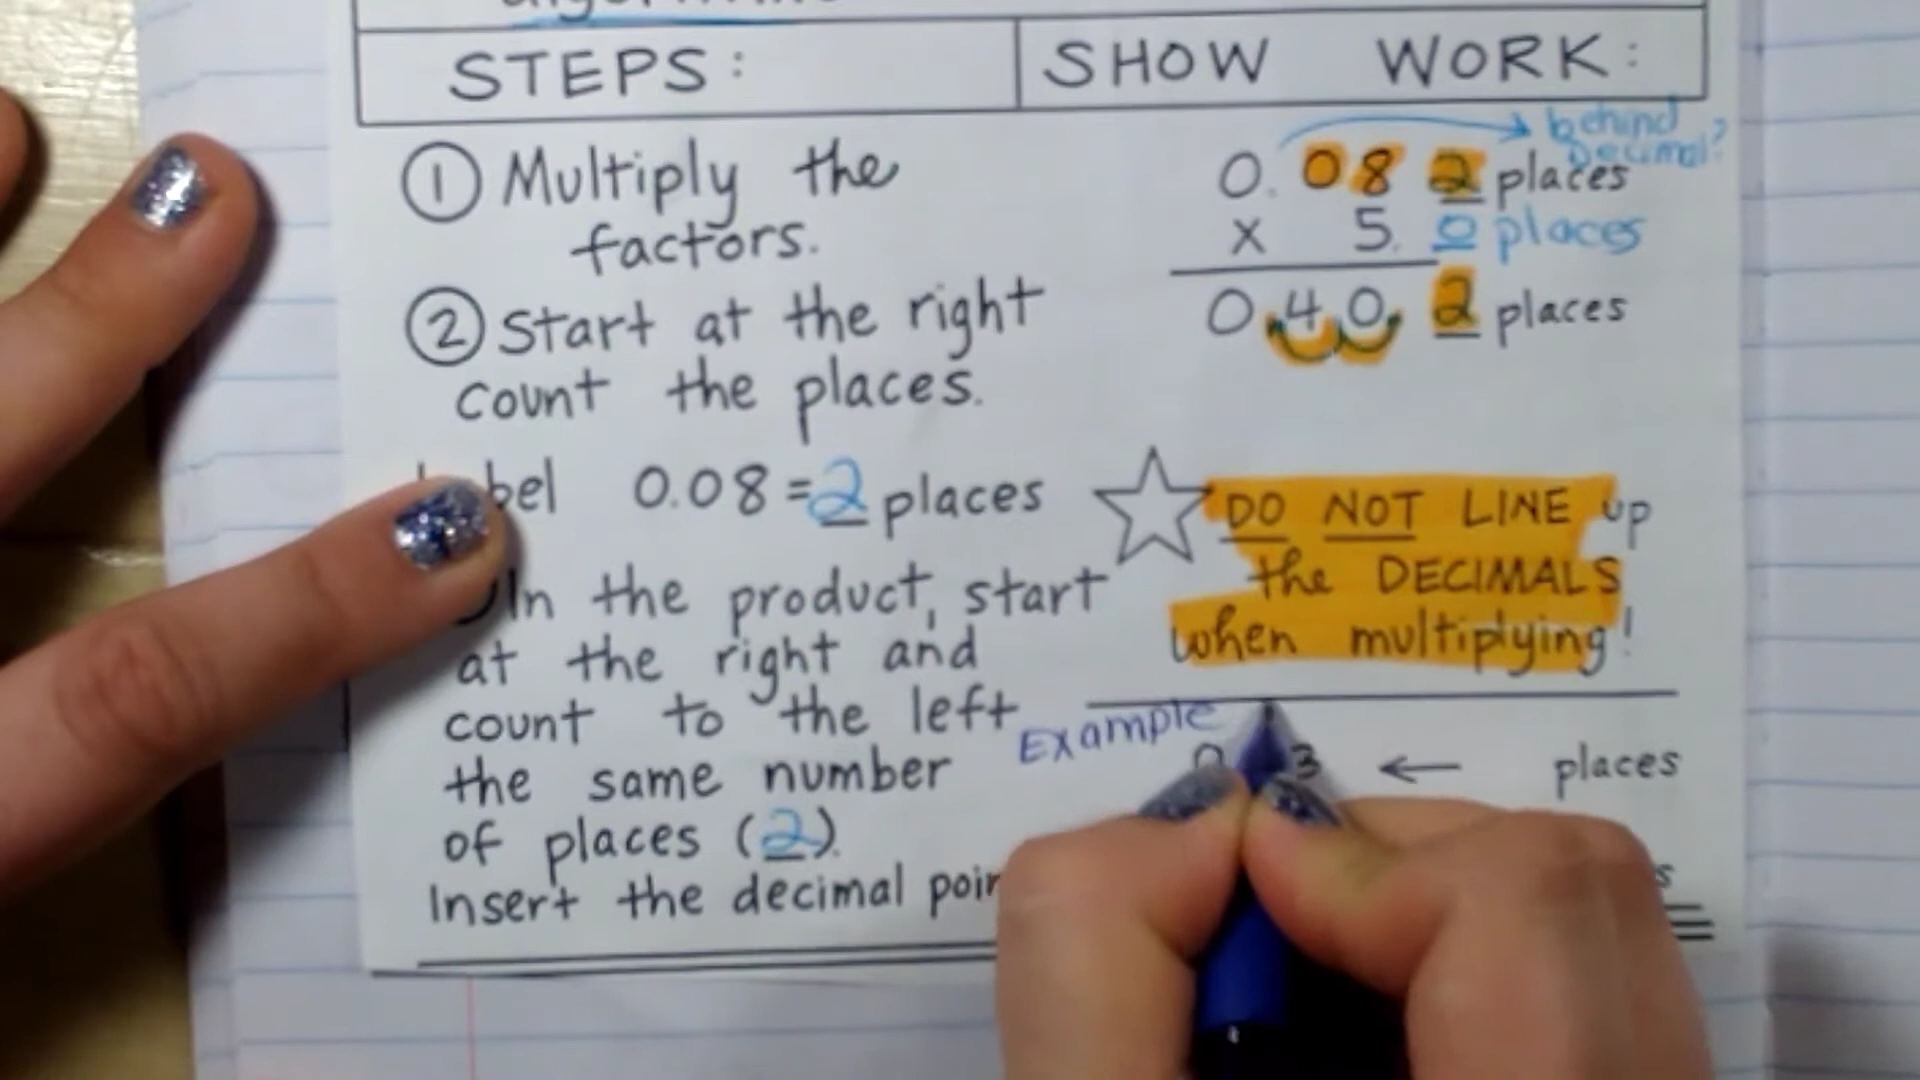 STEPS:
SHOW WORK:
① Multiply the
factors.
② Start at the right
count the places.
0.08 = 2 places
In the product, start
at the right and
count to the left
the same number
of places (2).
Insert the decimal
behind
Decimal?
0.08 2 places
x 5. 0 places
0.40. 2 places
DO NOT LINE up
the DECIMALS
when multiplying!
Example
3 ← places